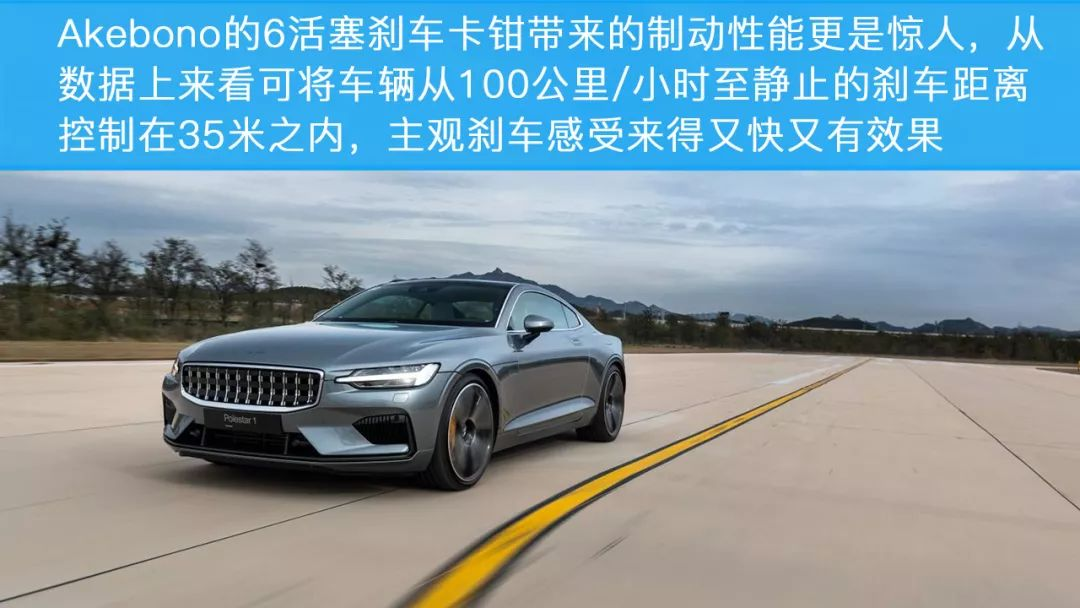 Akebono的6活塞刹车卡钳带来的制动性能更是惊人，从
数据上来看可将车辆从100公里/小时至静止的刹车距离
控制在35米之内，主观刹车感受来得又快又有效果
Polestar 1